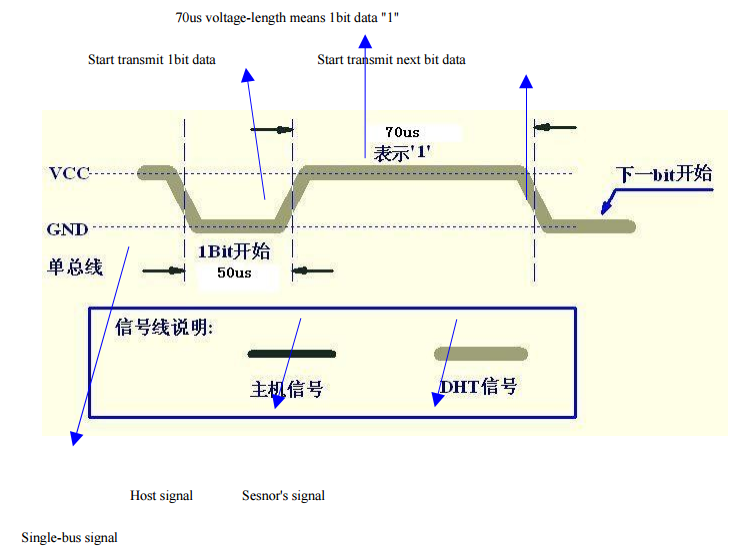 70us voltage-length means 1bit data "1"
Start transmit 1bit data
Start transmit next bit data
70us
表示'1'
VCC
下一bit开始
GND
1Bit开始
单总线
50us
信号线说明:
主机信号
DHT信号
Host signal
Sesnor's signal
Single-bus signal